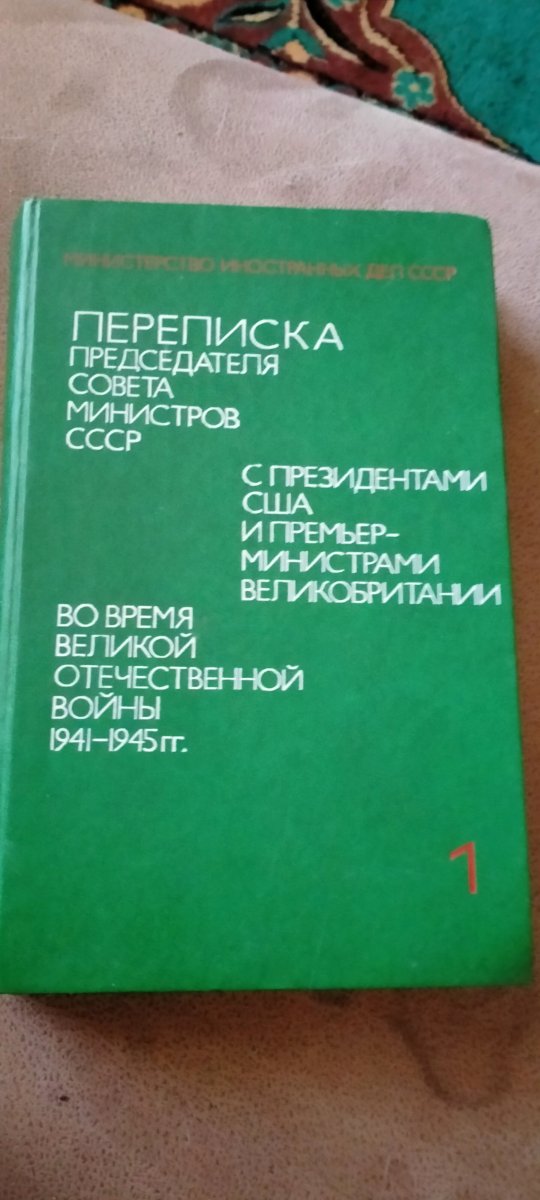 МИНИСТЕРСТВО ИНОСТРАННЫХ ДЕЛ СССР
ПЕРЕПИСКА
ПРЕДСЕДАТЕЛЯ
СОВЕТА
МИНИСТРОВ
СССР
С ПРЕЗИДЕНТАМИ
США
И ПРЕМЬЕР-
МИНИСТРАМИ
ВЕЛИКОБРИТАНИИ
ВО ВРЕМЯ
ВЕЛИКОЙ
ОТЕЧЕСТВЕННОЙ
ВОЙНЫ
1941-1945 гг.
1